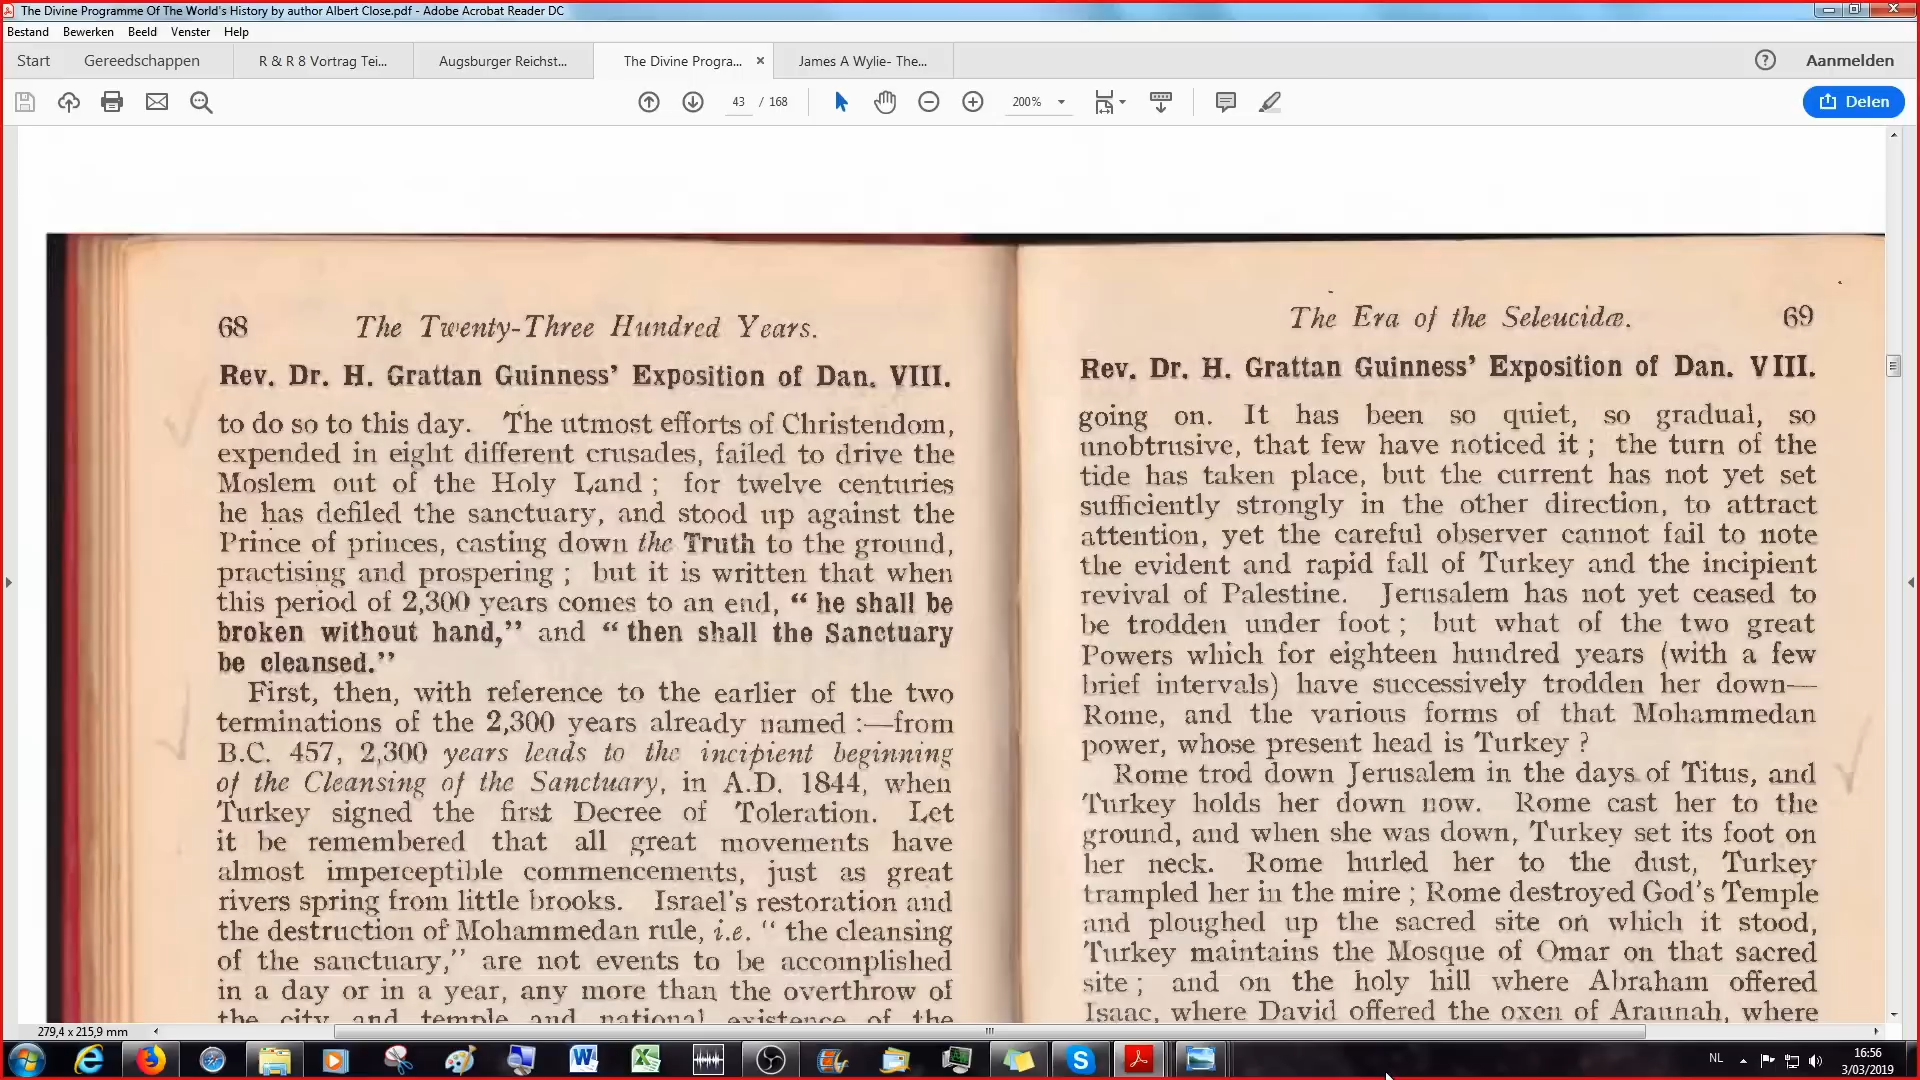 The Divine Programme Of The World's History by author Albert Close.pdf - Adobe Acrobat Reader DC
Bestand Bewerken Beeld Venster Help
Start Gereedschappen R & R 8 Vortrag Tei... Augsburger Reichst... The Divine Progra... × James A Wylie- The... Aanmelden
43 / 168 200% Delen
68 The Twenty-Three Hundred Years.
Rev. Dr. H. Grattan Guinness' Exposition of Dan. VIII.
to do so to this day. The utmost efforts of Christendom,
expended in eight different crusades, failed to drive the
Moslem out of the Holy Land ; for twelve centuries
he has defiled the sanctuary, and stood up against the
Prince of princes, casting down the Truth to the ground,
practising and prospering ; but it is written that when
this period of 2,300 years comes to an end, “ he shall be
broken without hand,” and “ then shall the Sanctuary
be cleansed.”
First, then, with reference to the earlier of the two
terminations of the 2,300 years already named :—from
B.C. 457, 2,300 years leads to the incipient beginning
of the Cleansing of the Sanctuary, in A.D. 1844, when
Turkey signed the first Decree of Toleration. Let
it be remembered that all great movements have
almost imperceptible commencements, just as great
rivers spring from little brooks. Israel's restoration and
the destruction of Mohammedan rule, i.e. “ the cleansing
of the sanctuary,” are not events to be accomplished
in a day or in a year, any more than the overthrow of
the city and temple and national existence of the
The Era of the Seleucidæ. 69
Rev. Dr. H. Grattan Guinness' Exposition of Dan. VIII.
going on. It has been so quiet, so gradual, so
unobtrusive, that few have noticed it ; the turn of the
tide has taken place, but the current has not yet set
sufficiently strongly in the other direction, to attract
attention, yet the careful observer cannot fail to note
the evident and rapid fall of Turkey and the incipient
revival of Palestine. Jerusalem has not yet ceased to
be trodden under foot ; but what of the two great
Powers which for eighteen hundred years (with a few
brief intervals) have successively trodden her down—
Rome, and the various forms of that Mohammedan
power, whose present head is Turkey ?
Rome trod down Jerusalem in the days of Titus, and
Turkey holds her down now. Rome cast her to the
ground, and when she was down, Turkey set its foot on
her neck. Rome hurled her to the dust, Turkey
trampled her in the mire ; Rome destroyed God's Temple
and ploughed up the sacred site on which it stood,
Turkey maintains the Mosque of Omar on that sacred
site ; and on the holy hill where Abraham offered
Isaac, where David offered the oxen of Araunah, where
279,4 x 215,9 mm
NL 16:56
3/03/2019